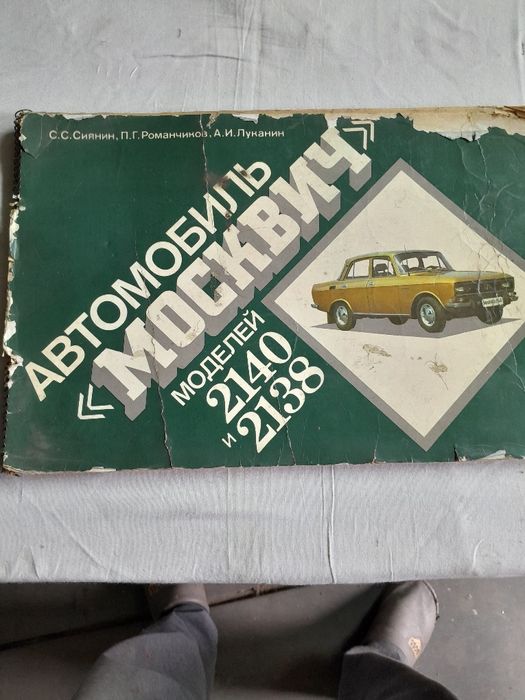 С.С.Сиянин, П.Г.Романчиков, А.И.Луканин
АВТОМОБИЛЬ
«МОСКВИЧ»
МОДЕЛЕЙ
2140
и 2138